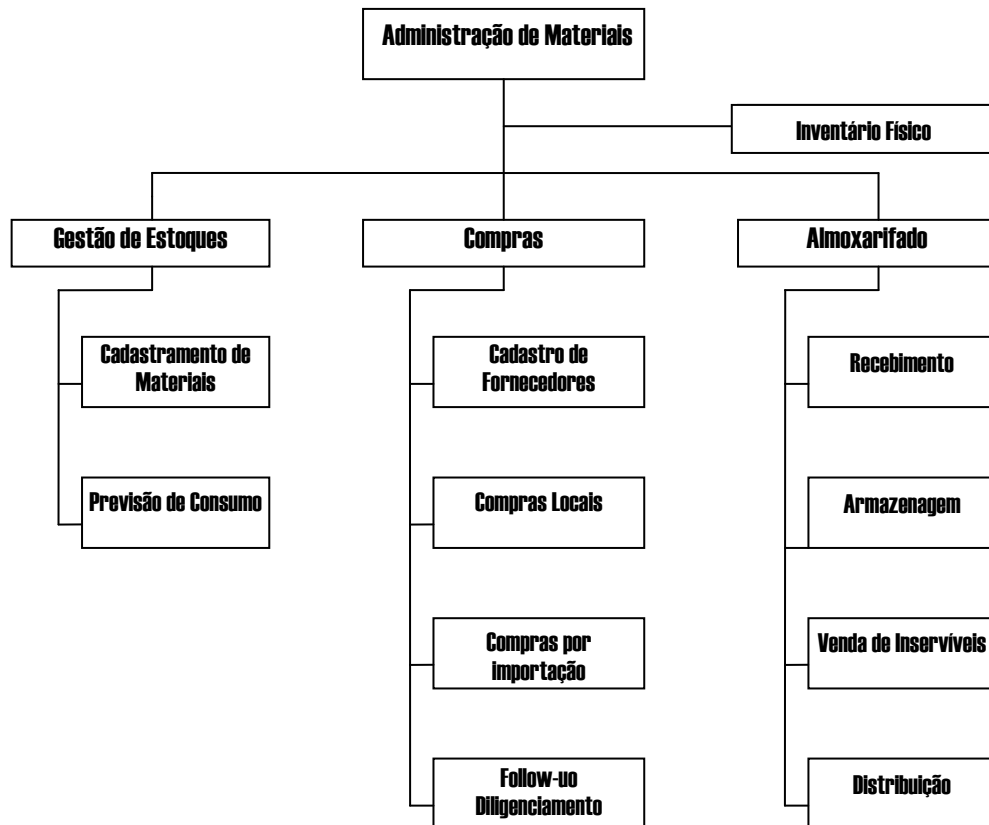 Administração de Materiais
Inventário Físico
Gestão de Estoques
Compras
Almoxarifado
Cadastramento de
Materiais
Cadastro de
Fornecedores
Recebimento
Previsão de Consumo
Compras Locais
Armazenagem
Compras por
importação
Venda de Inservíveis
Follow-uo
Diligenciamento
Distribuição